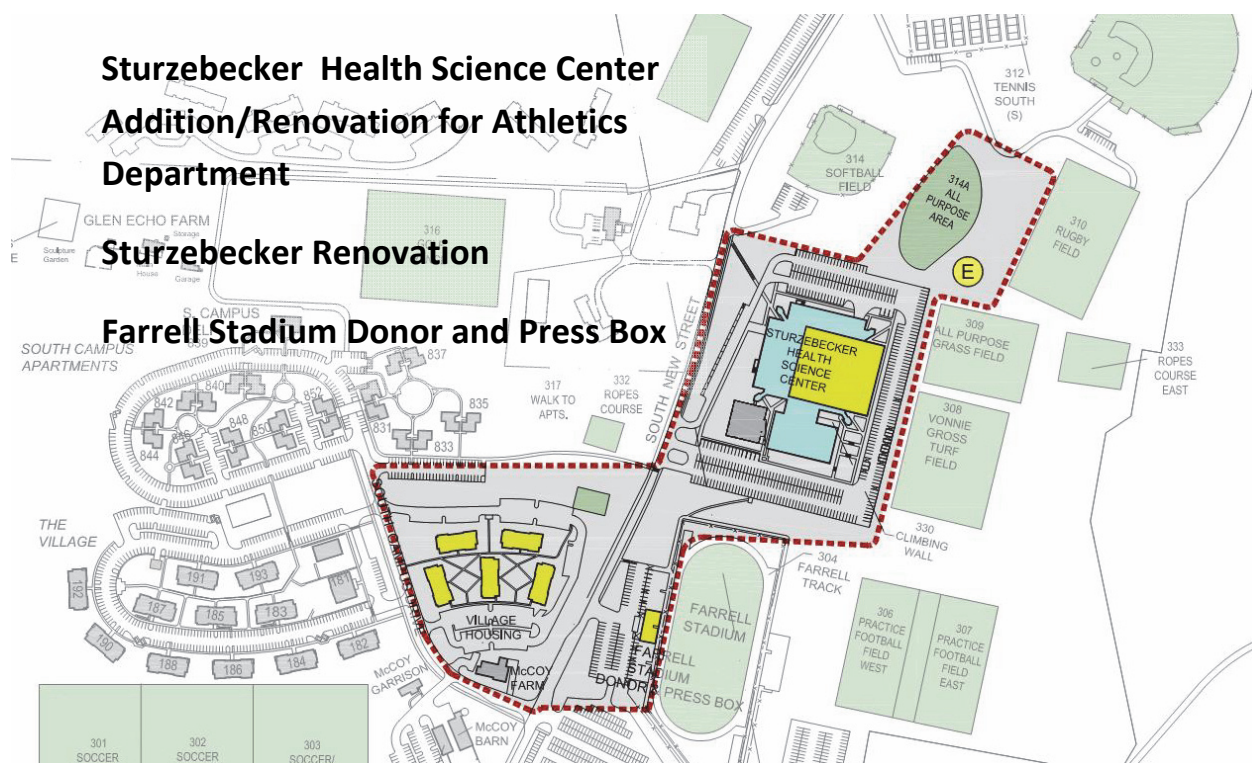 Sturzebecker Health Science Center
Addition/Renovation for Athletics
Department
Sturzebecker Renovation
Farrell Stadium Donor and Press Box
312
TENNIS
SOUTH
(S)
314
SOFTBALL
FIELD
314A
ALL
PURPOSE
AREA
310
RUGBY
FIELD
E
GLEN ECHO FARM
Storage
Sculpture
Garden
House
Garage
316
S. CAMPUS
SOUTH CAMPUS
APARTMENTS
SOUTH NEW STREET
STURZEBECKER
HEALTH
SCIENCE
CENTER
309
ALL PURPOSE
GRASS FIELD
333
ROPES
COURSE
EAST
837
840
842
852
835
317
WALK TO
APTS.
332
ROPES
COURSE
848
850
831
844
833
308
VONNIE
GROSS
TURF
FIELD
THE
VILLAGE
330
CLIMBING
WALL
304
FARRELL
TRACK
191
193
181
192
187
185
183
190
188
186
184
182
VILLAGE
HOUSING
FARRELL
STADIUM
FARRELL
STADIUM
DONOR & PRESS BOX
306
PRACTICE
FOOTBALL
FIELD
WEST
307
PRACTICE
FOOTBALL
FIELD
EAST
McCOY
GARRISON
McCOY
FARM
McCOY
BARN
301
SOCCER
302
SOCCER
303
SOCCER/